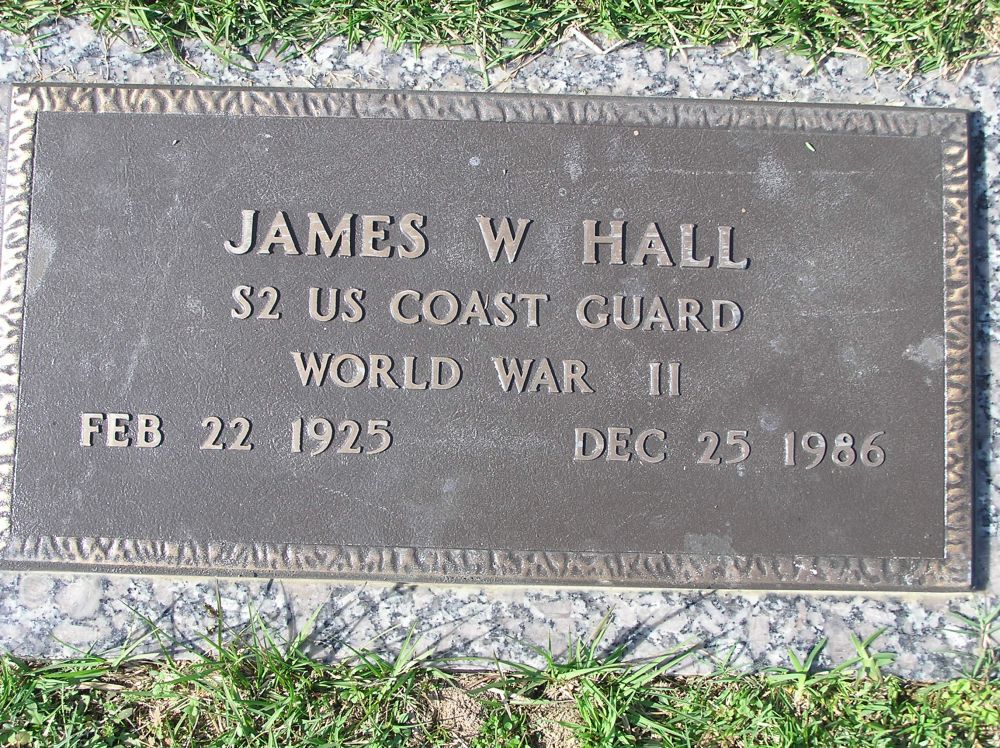 JAMES W HALL
S2 US COAST GUARD
WORLD WAR II
FEB 22 1925 DEC 25 1986